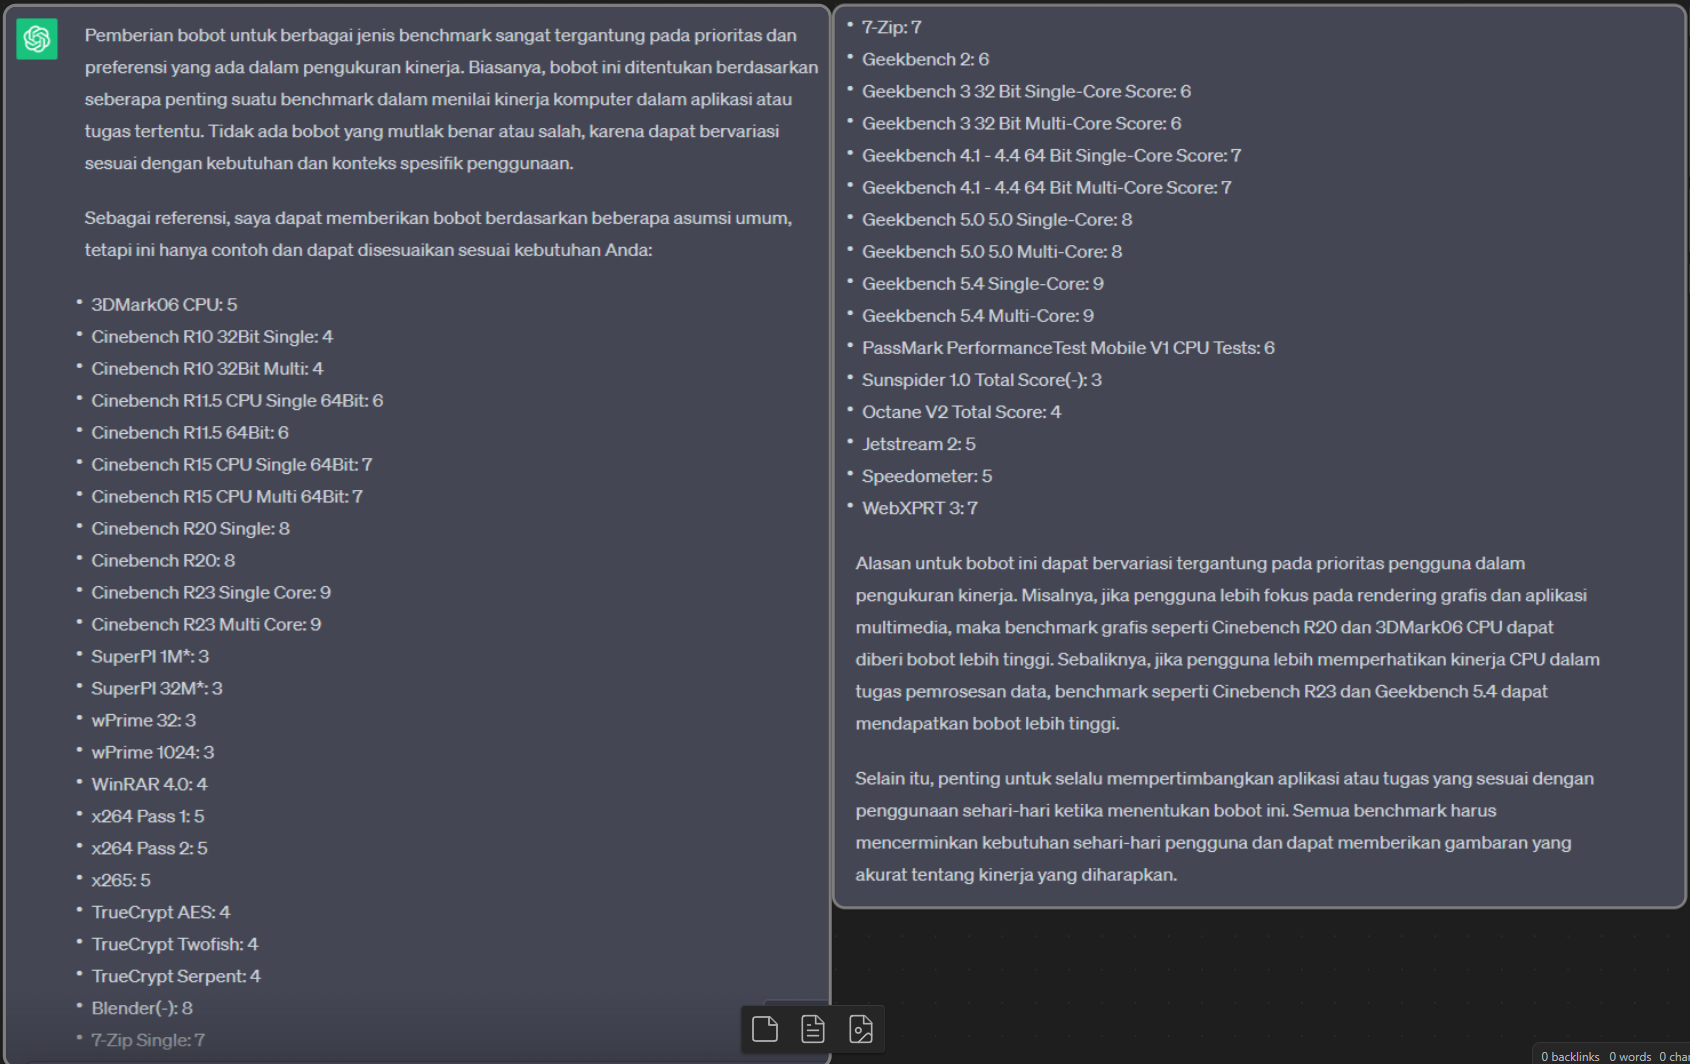 Pemberian bobot untuk berbagai jenis benchmark sangat tergantung pada prioritas dan
preferensi yang ada dalam pengukuran kinerja. Biasanya, bobot ini ditentukan berdasarkan
seberapa penting suatu benchmark dalam menilai kinerja komputer dalam aplikasi atau
tugas tertentu. Tidak ada bobot yang mutlak benar atau salah, karena dapat bervariasi
sesuai dengan kebutuhan dan konteks spesifik penggunaan.
Sebagai referensi, saya dapat memberikan bobot berdasarkan beberapa asumsi umum,
tetapi ini hanya contoh dan dapat disesuaikan sesuai kebutuhan Anda:
• 3DMark06 CPU: 5
• Cinebench R10 32Bit Single: 4
• Cinebench R10 32Bit Multi: 4
• Cinebench R11.5 CPU Single 64Bit: 6
• Cinebench R11.5 64Bit: 6
• Cinebench R15 CPU Single 64Bit: 7
• Cinebench R15 CPU Multi 64Bit: 7
• Cinebench R20 Single: 8
• Cinebench R20: 8
• Cinebench R23 Single Core: 9
• Cinebench R23 Multi Core: 9
• SuperPI 1M*: 3
• SuperPI 32M*: 3
• wPrime 32: 3
• wPrime 1024: 3
• WinRAR 4.0: 4
• x264 Pass 1: 5
• x264 Pass 2: 5
• x265: 5
• TrueCrypt AES: 4
• TrueCrypt Twofish: 4
• TrueCrypt Serpent: 4
• Blender(-): 8
• 7-Zip Single: 7
• 7-Zip: 7
• Geekbench 2: 6
• Geekbench 3 32 Bit Single-Core Score: 6
• Geekbench 3 32 Bit Multi-Core Score: 6
• Geekbench 4.1 - 4.4 64 Bit Single-Core Score: 7
• Geekbench 4.1 - 4.4 64 Bit Multi-Core Score: 7
• Geekbench 5.0 5.0 Single-Core: 8
• Geekbench 5.0 5.0 Multi-Core: 8
• Geekbench 5.4 Single-Core: 9
• Geekbench 5.4 Multi-Core: 9
• PassMark PerformanceTest Mobile V1 CPU Tests: 6
• Sunspider 1.0 Total Score(-): 3
• Octane V2 Total Score: 4
• Jetstream 2: 5
• Speedometer: 5
• WebXPRT 3: 7
Alasan untuk bobot ini dapat bervariasi tergantung pada prioritas pengguna dalam
pengukuran kinerja. Misalnya, jika pengguna lebih fokus pada rendering grafis dan aplikasi
multimedia, maka benchmark grafis seperti Cinebench R20 dan 3DMark06 CPU dapat
diberi bobot lebih tinggi. Sebaliknya, jika pengguna lebih memperhatikan kinerja CPU dalam
tugas pemrosesan data, benchmark seperti Cinebench R23 dan Geekbench 5.4 dapat
mendapatkan bobot lebih tinggi.
Selain itu, penting untuk selalu mempertimbangkan aplikasi atau tugas yang sesuai dengan
penggunaan sehari-hari ketika menentukan bobot ini. Semua benchmark harus
mencerminkan kebutuhan sehari-hari pengguna dan dapat memberikan gambaran yang
akurat tentang kinerja yang diharapkan.
0 backlinks 0 words 0